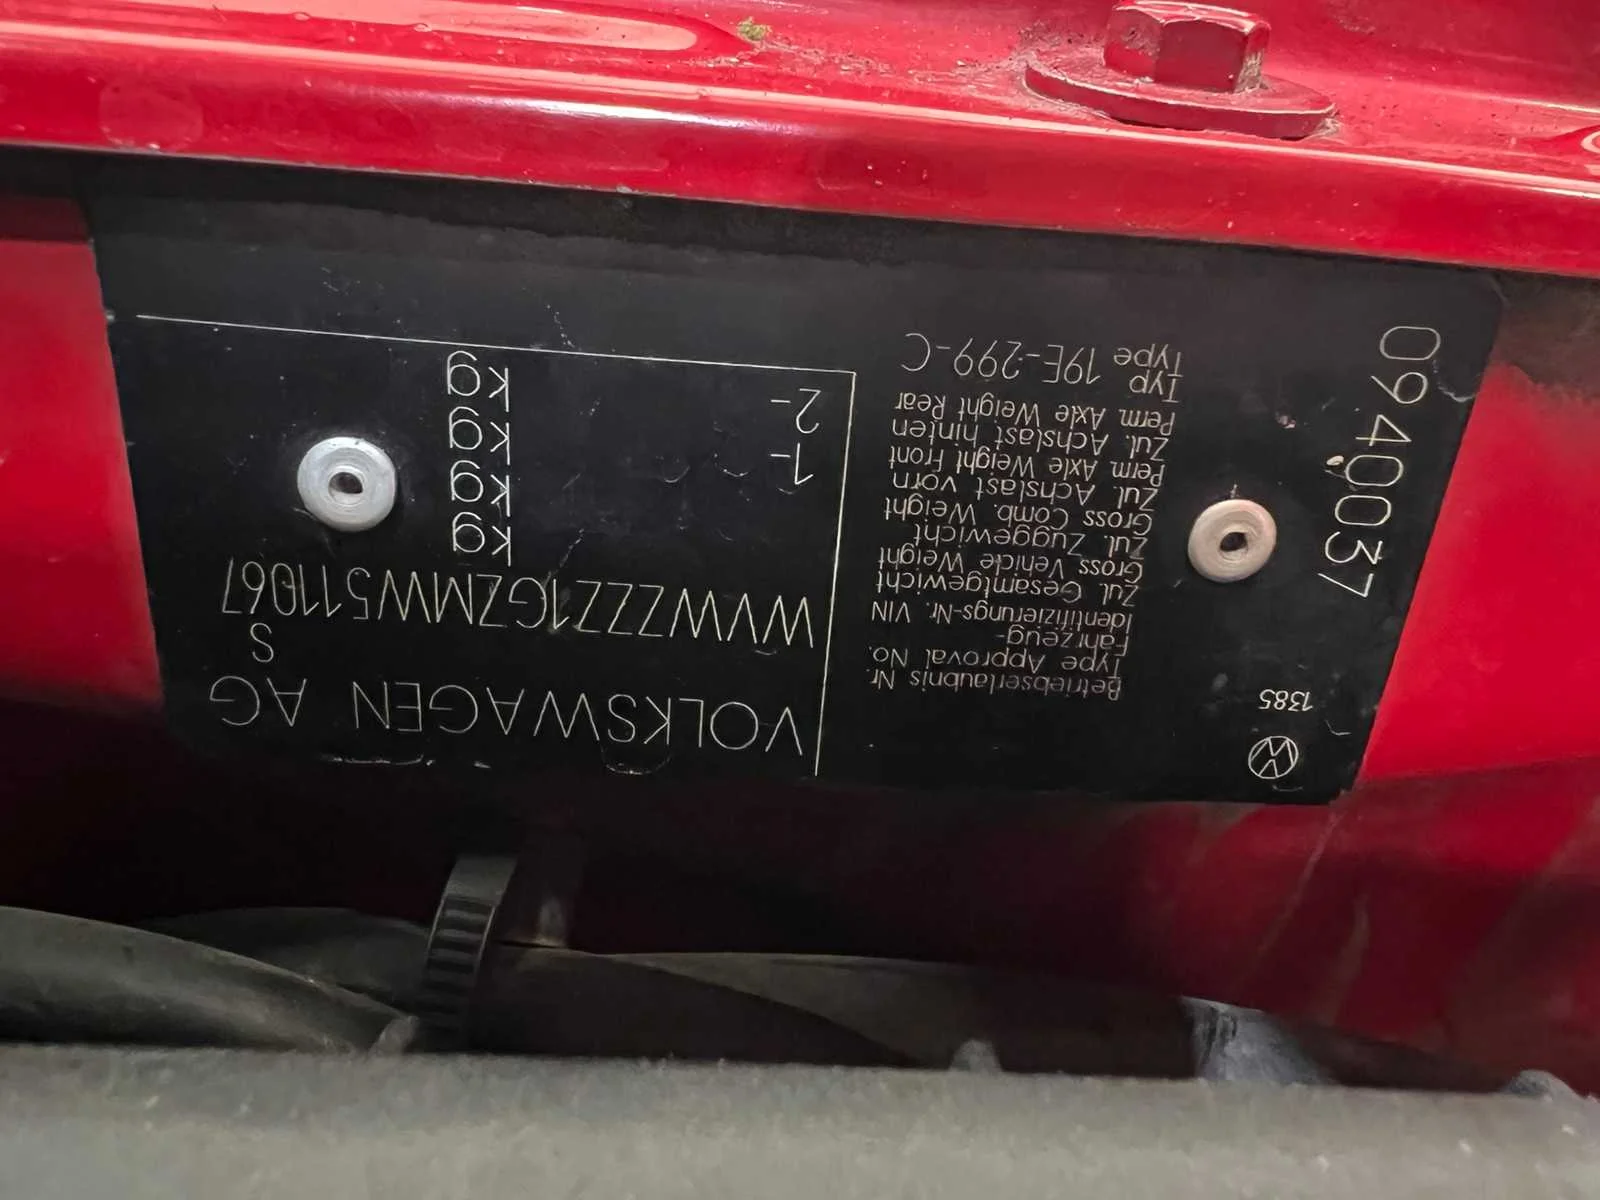 VOLKSWAGEN AG
S
WVWZZZ1GZMW511067
kg
kg
kg
kg
1-
2-
Betriebserlaubnis Nr.
Type Approval No.
Fahrzeug-
Identifizierungs-Nr. VIN
Zul. Gesamtgewicht
Gross Vehicle Weight
Zul. Zuggewicht
Gross Comb. Weight
Zul. Achslast vorn
Perm. Axle Weight Front
Zul. Achslast hinten
Perm. Axle Weight Rear
Typ
Type 19E-299-C
1385
0940037